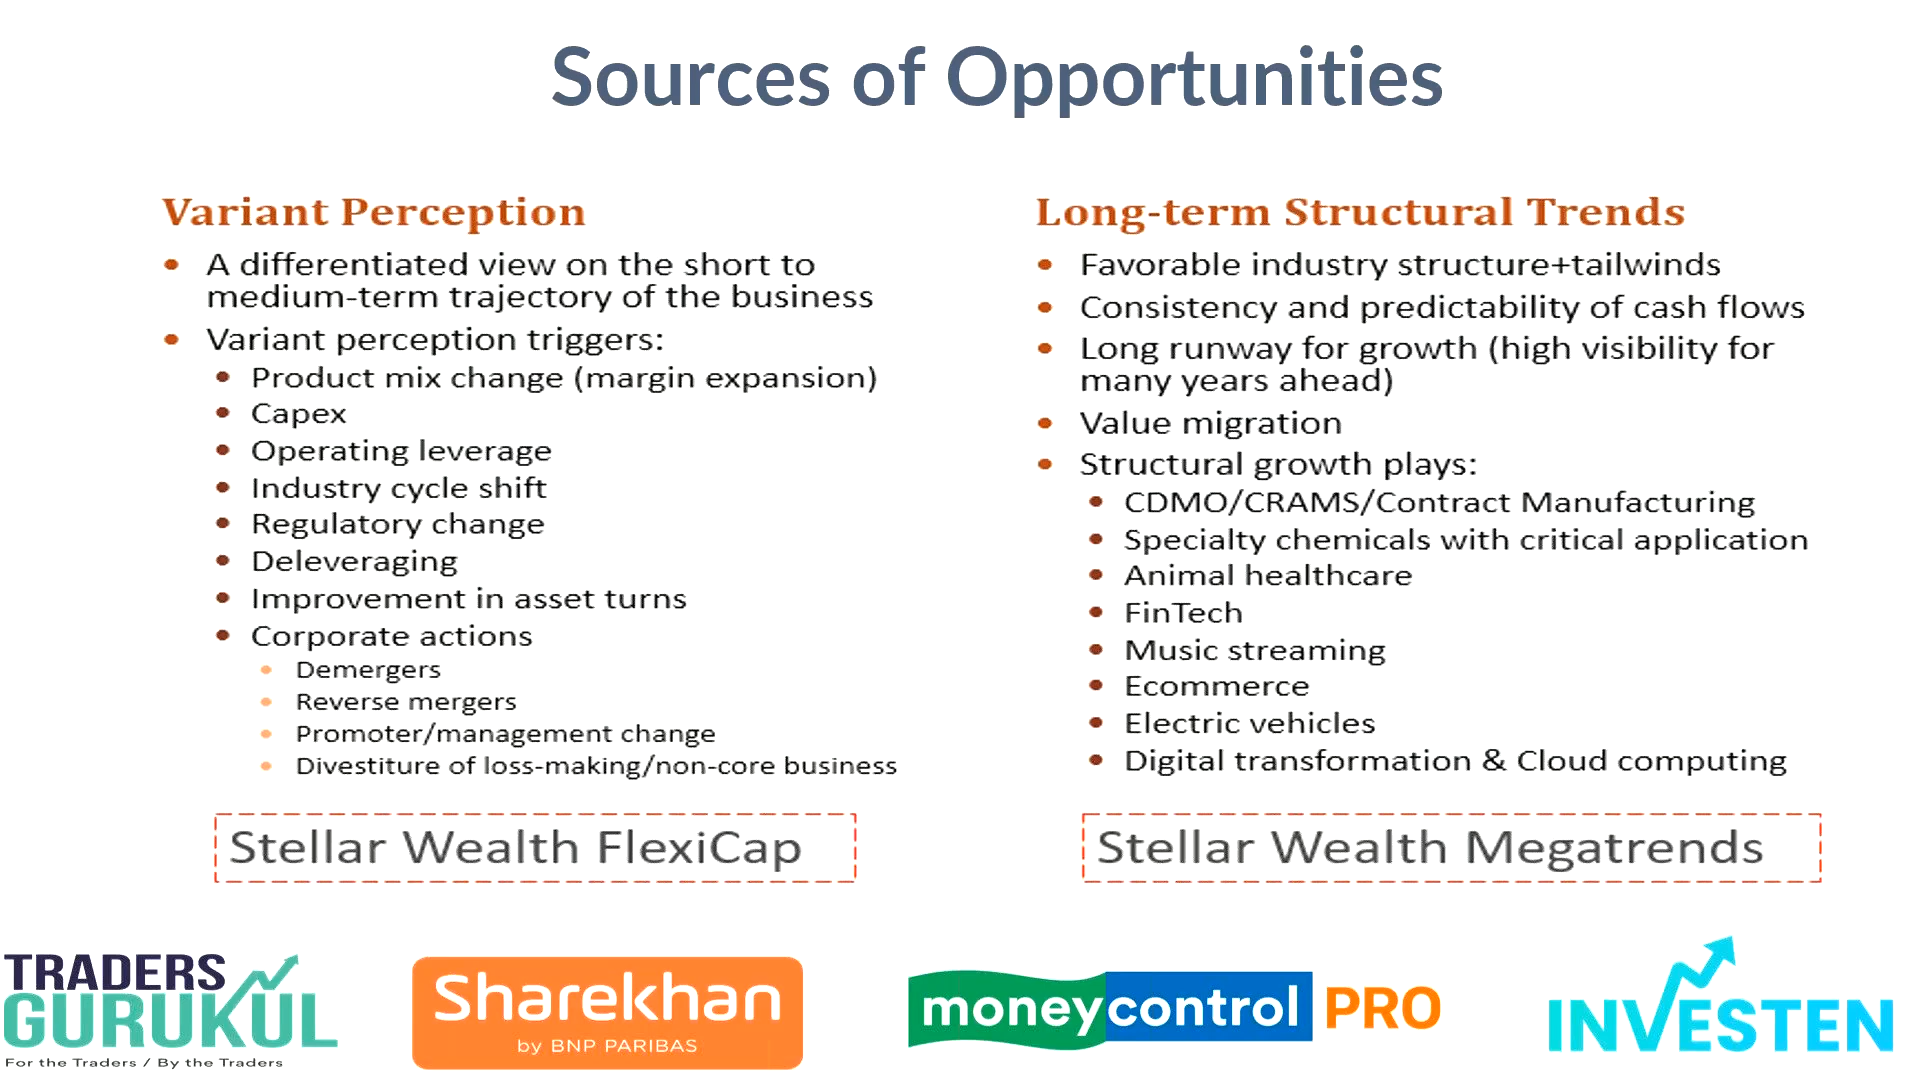 Sources of Opportunities
Variant Perception
• A differentiated view on the short to
medium-term trajectory of the business
• Variant perception triggers:
• Product mix change (margin expansion)
• Capex
• Operating leverage
• Industry cycle shift
• Regulatory change
• Deleveraging
• Improvement in asset turns
• Corporate actions
• Demergers
• Reverse mergers
• Promoter/management change
• Divestiture of loss-making/non-core business
Stellar Wealth FlexiCap
Long-term Structural Trends
• Favorable industry structure+tailwinds
• Consistency and predictability of cash flows
• Long runway for growth (high visibility for
many years ahead)
• Value migration
• Structural growth plays:
• CDMO/CRAMS/Contract Manufacturing
• Specialty chemicals with critical application
• Animal healthcare
• FinTech
• Music streaming
• Ecommerce
• Electric vehicles
• Digital transformation & Cloud computing
Stellar Wealth Megatrends
TRADERS
GURUKUL
For the Traders / By the Traders
Sharekhan
by BNP PARIBAS
moneycontrol PRO
INVESTEN